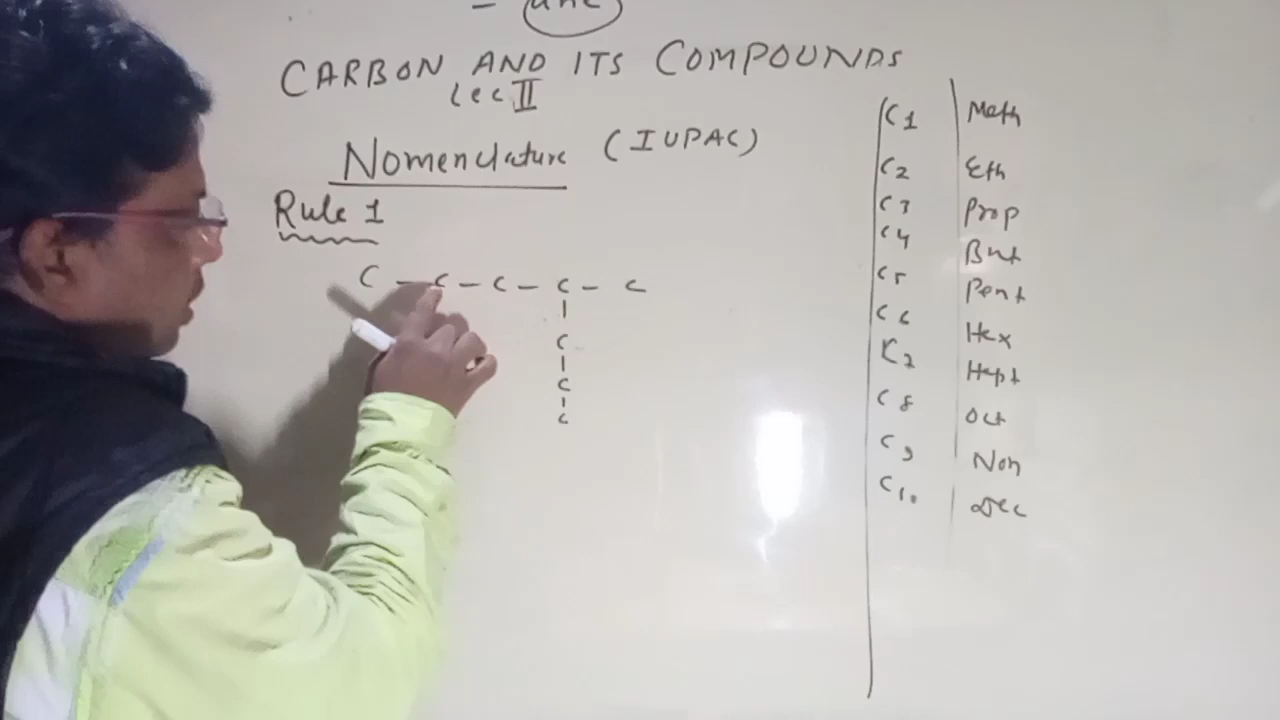 - ane
CARBON AND ITS COMPOUNDS
Lec II
Nomenclature (IUPAC)
Rule 1
C - C - C - C - C
|
C
|
C
|
C
C1 Meth
C2 Eth
C3 Prop
C4 But
C5 Pent
C6 Hex
C7 Hept
C8 Oct
C9 Non
C10 Dec